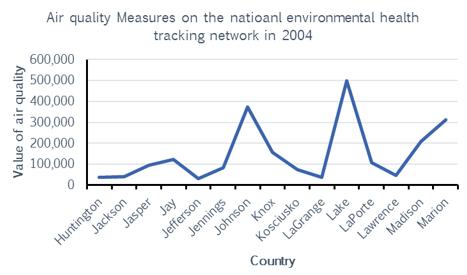 Air quality Measures on the natioanl environmental health
tracking network in 2004
Value of air quality
600,000
500,000
400,000
300,000
200,000
100,000
0
Huntington
Jackson
Jasper
Jay
Jefferson
Jennings
Johnson
Knox
Kosciusko
LaGrange
Lake
LaPorte
Lawrence
Madison
Marion
Country